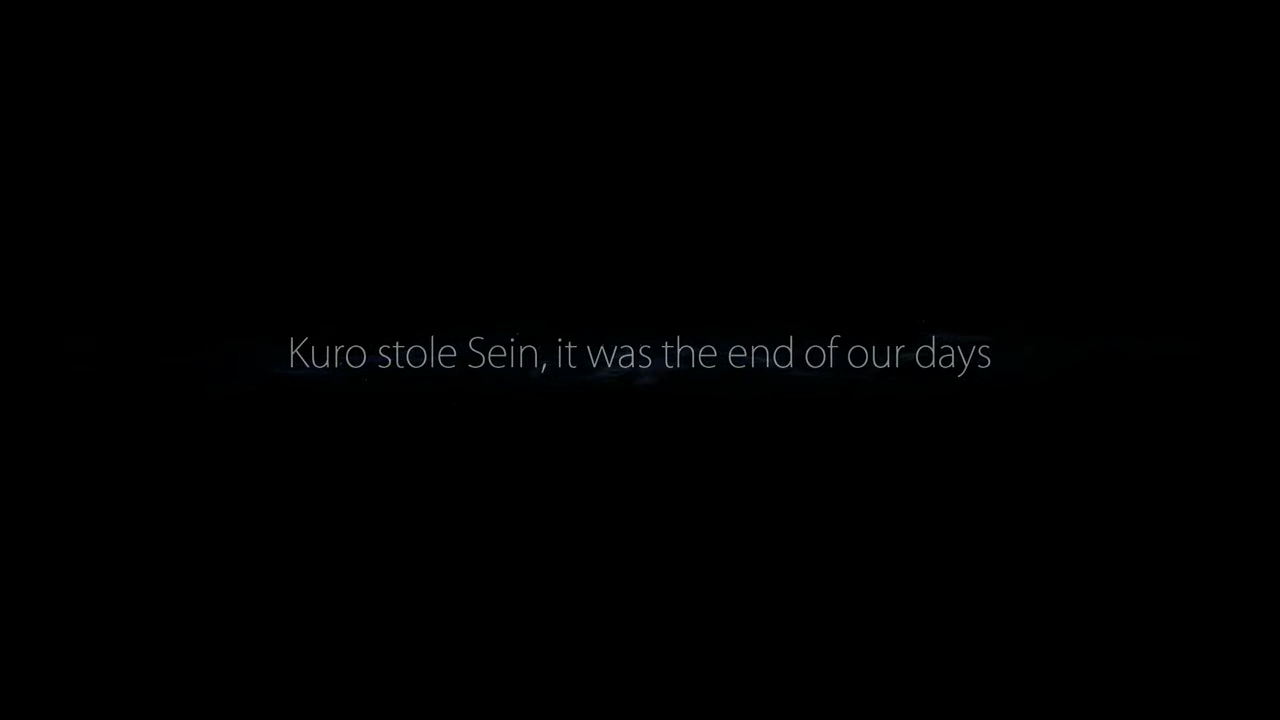 Kuro stole Sein, it was the end of our days